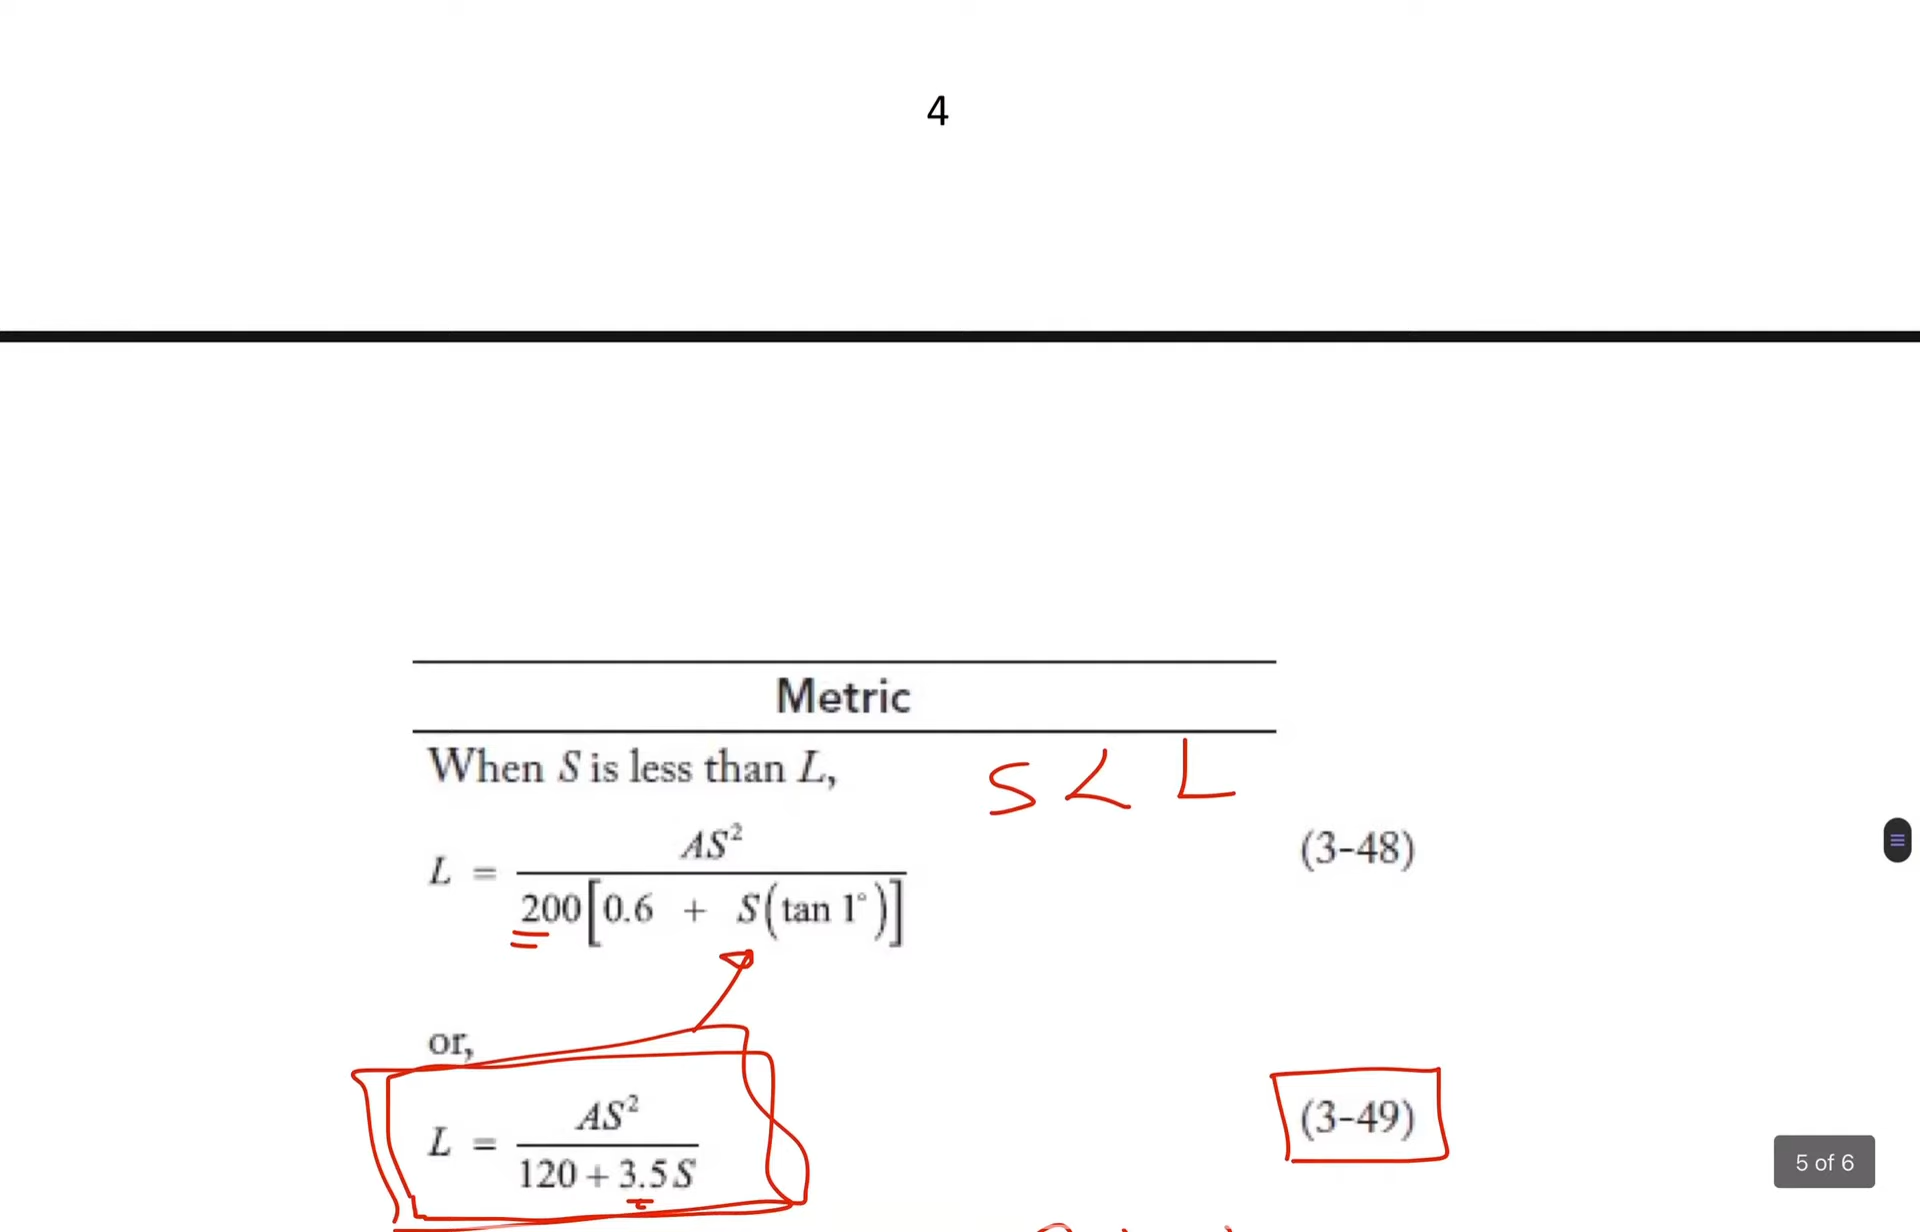 4
Metric
When S is less than L,
S < L
L = AS² / 200[0.6 + S(tan 1°)]
(3-48)
or,
L = AS² / 120 + 3.5S
(3-49)
5 of 6